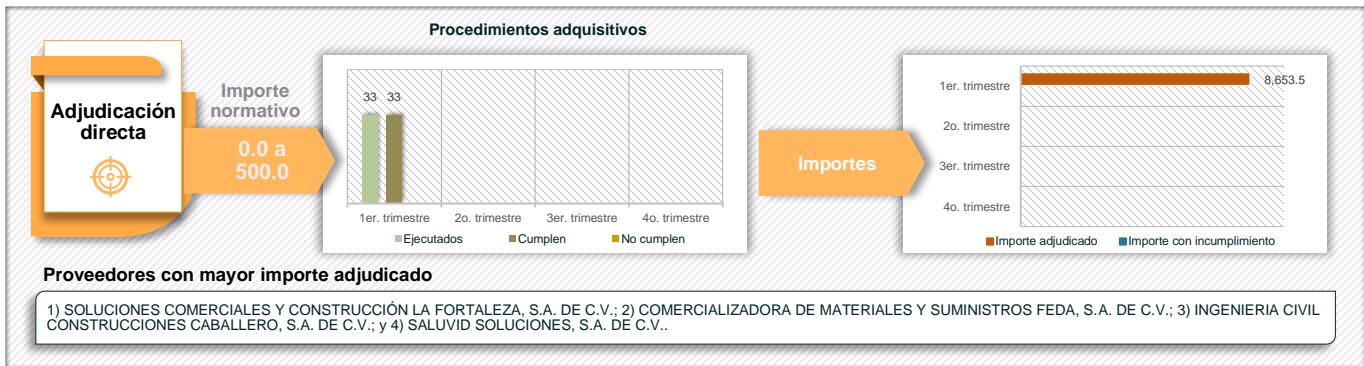 Procedimientos adquisitivos
Adjudicación
directa
Importe
normativo
0.0 a
500.0
33 33
1er. trimestre 2o. trimestre 3er. trimestre 4o. trimestre
Ejecutados Cumplen No cumplen
Importes
1er. trimestre
8,653.5
2o. trimestre
3er. trimestre
4o. trimestre
Importe adjudicado Importe con incumplimiento
Proveedores con mayor importe adjudicado
1) SOLUCIONES COMERCIALES Y CONSTRUCCIÓN LA FORTALEZA, S.A. DE C.V.; 2) COMERCIALIZADORA DE MATERIALES Y SUMINISTROS FEDA, S.A. DE C.V.; 3) INGENIERIA CIVIL
CONSTRUCCIONES CABALLERO, S.A. DE C.V.; y 4) SALUVID SOLUCIONES, S.A. DE C.V..